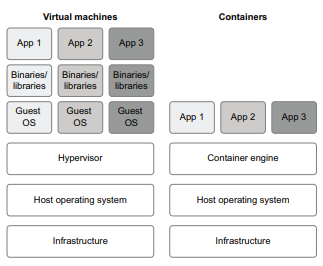 Virtual machines
App 1 App 2 App 3
Binaries/ Binaries/ Binaries/
libraries libraries libraries
Guest Guest Guest
OS OS OS
Hypervisor
Host operating system
Infrastructure
Containers
App 1 App 2 App 3
Container engine
Host operating system
Infrastructure